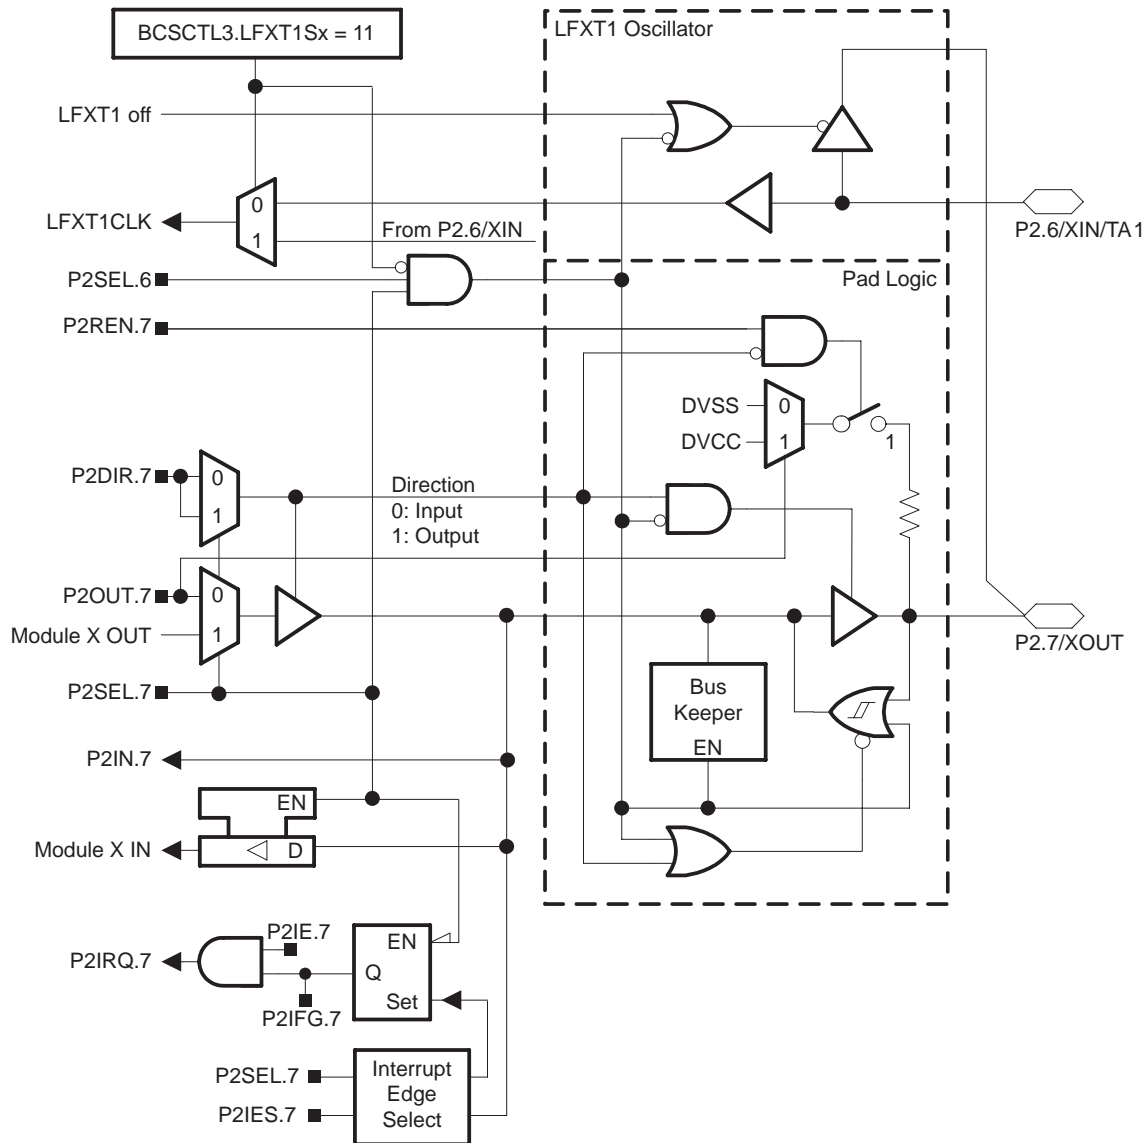 BCSCTL3.LFXT1Sx = 11
LFXT1 Oscillator
LFXT1 off
0
LFXT1CLK
1
From P2.6/XIN
P2.6/XIN/TA1
P2SEL.6
Pad Logic
P2REN.7
DVSS
0
DVCC
1
1
P2DIR.7
0
1
Direction
0: Input
1: Output
P2OUT.7
0
Module X OUT
1
P2.7/XOUT
P2SEL.7
Bus
Keeper
EN
P2IN.7
EN
Module X IN
D
P2IE.7
EN
P2IRQ.7
Q
Set
P2IFG.7
P2SEL.7
P2IES.7
Interrupt
Edge
Select